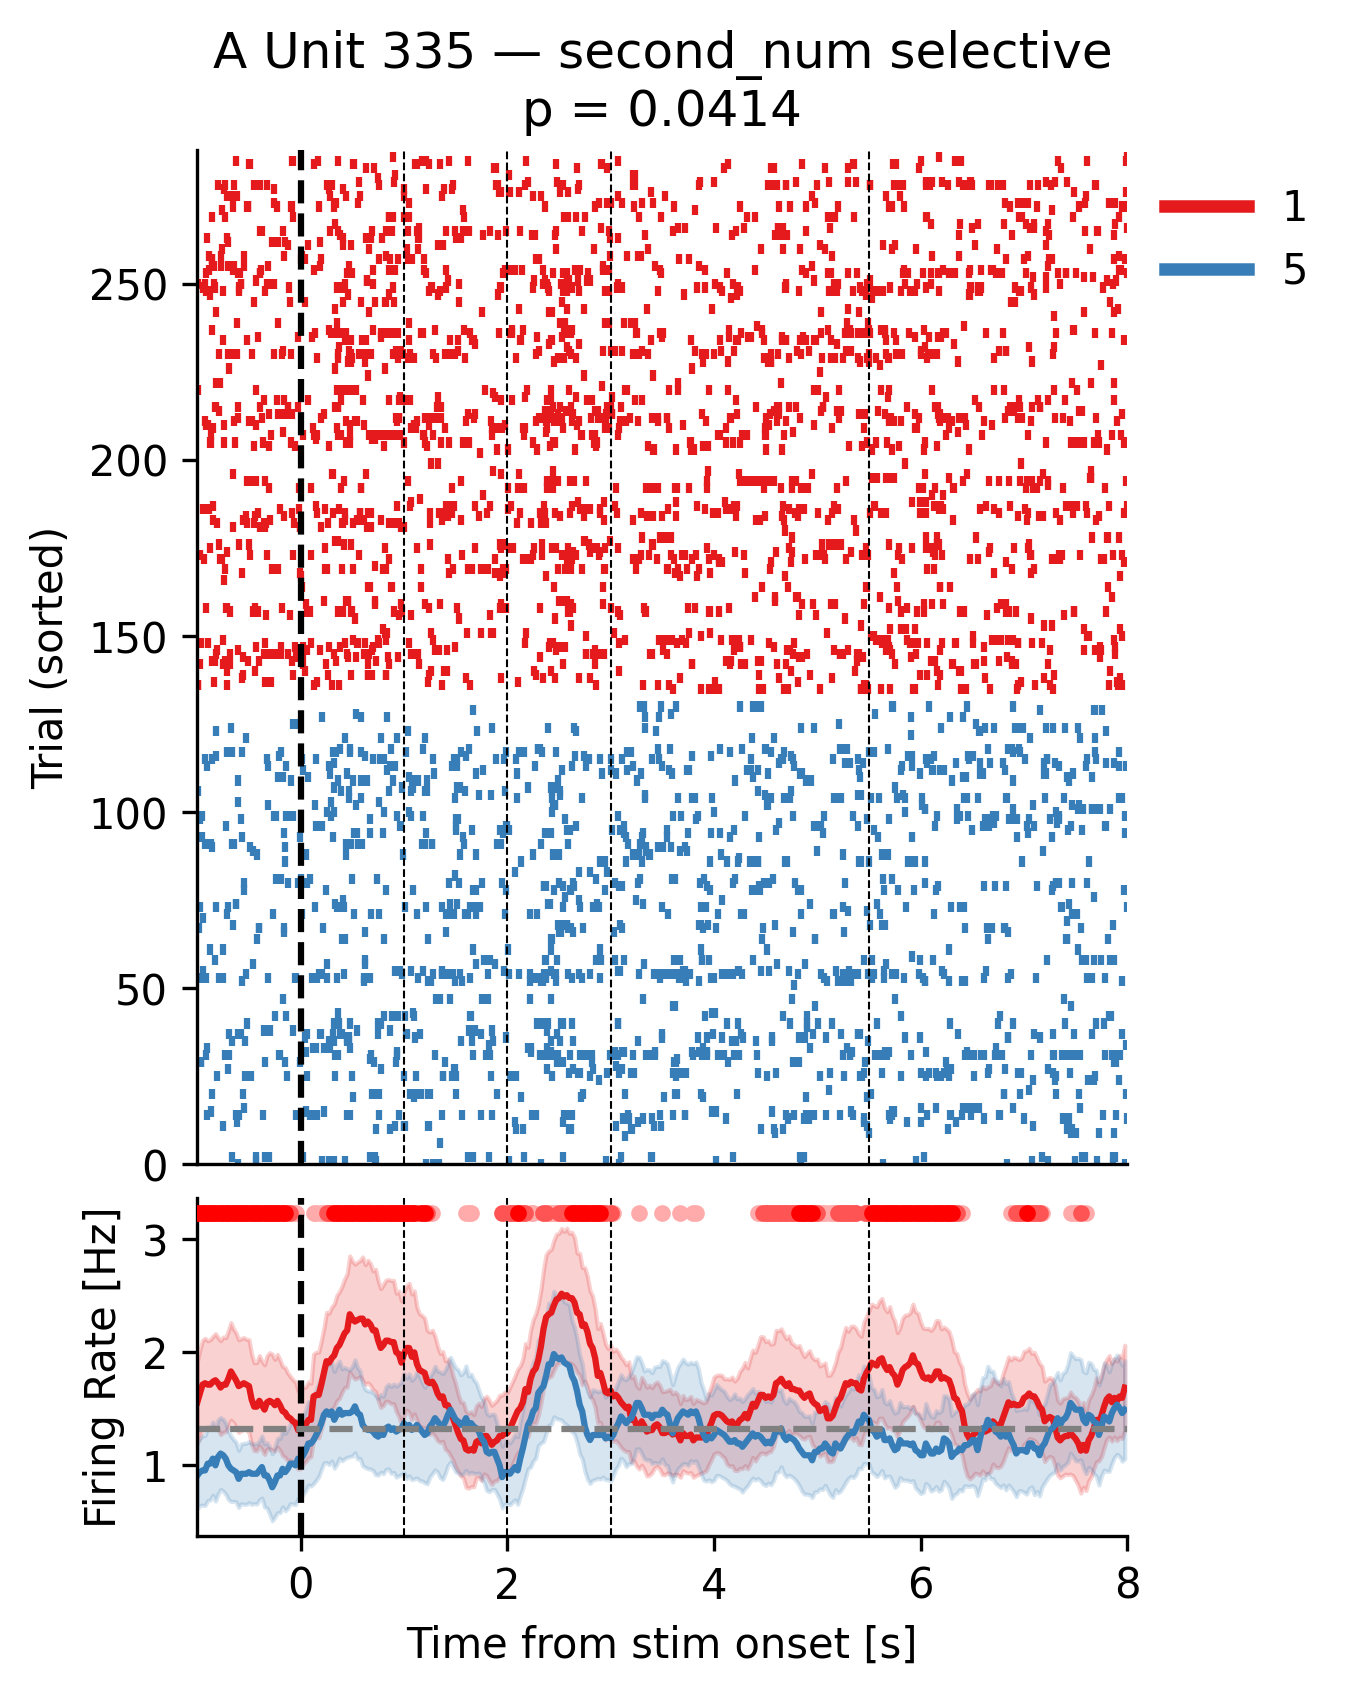 A Unit 335 — second_num selective
p = 0.0414
1
5
250
200
150
100
50
0
Trial (sorted)
3
2
1
Firing Rate [Hz]
0 2 4 6 8
Time from stim onset [s]